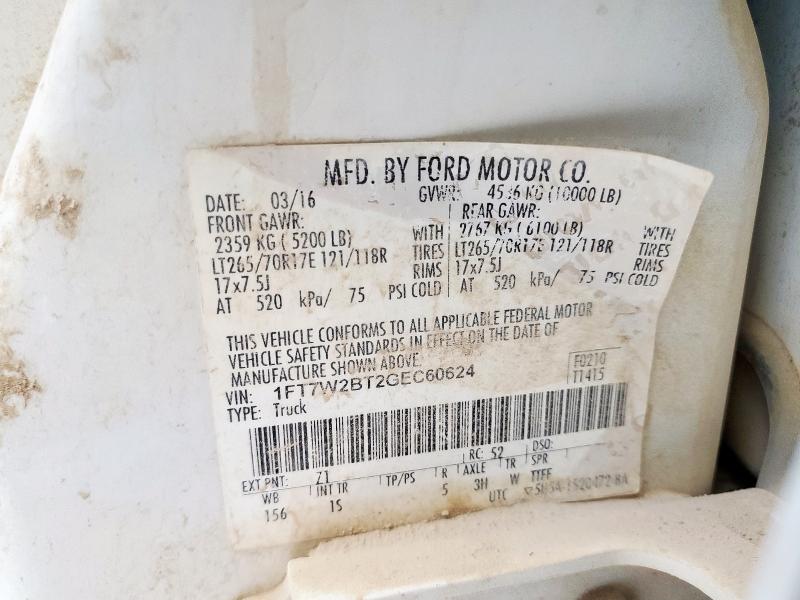 MFD. BY FORD MOTOR CO.
DATE: 03/16 GVWR: 4536 KG (10000 LB)
FRONT GAWR: REAR GAWR:
2359 KG ( 5200 LB) WITH 2767 KG ( 6100 LB) WITH
LT265/70R17E 121/118R TIRES LT265/70R17E 121/118R TIRES
17x7.5J RIMS 17x7.5J RIMS
AT 520 kPa/ 75 PSI COLD AT 520 kPa/ 75 PSI COLD
THIS VEHICLE CONFORMS TO ALL APPLICABLE FEDERAL MOTOR
VEHICLE SAFETY STANDARDS IN EFFECT ON THE DATE OF
MANUFACTURE SHOWN ABOVE.
VIN: 1FT7W2BT2GEC60624 F0210
TYPE: Truck T1415
EXT PNT: Z1 RC: 52 DSO:
WB INT TR TP/PS R AXLE TR SPR
156 1S 5 3H W TTFF
UTC